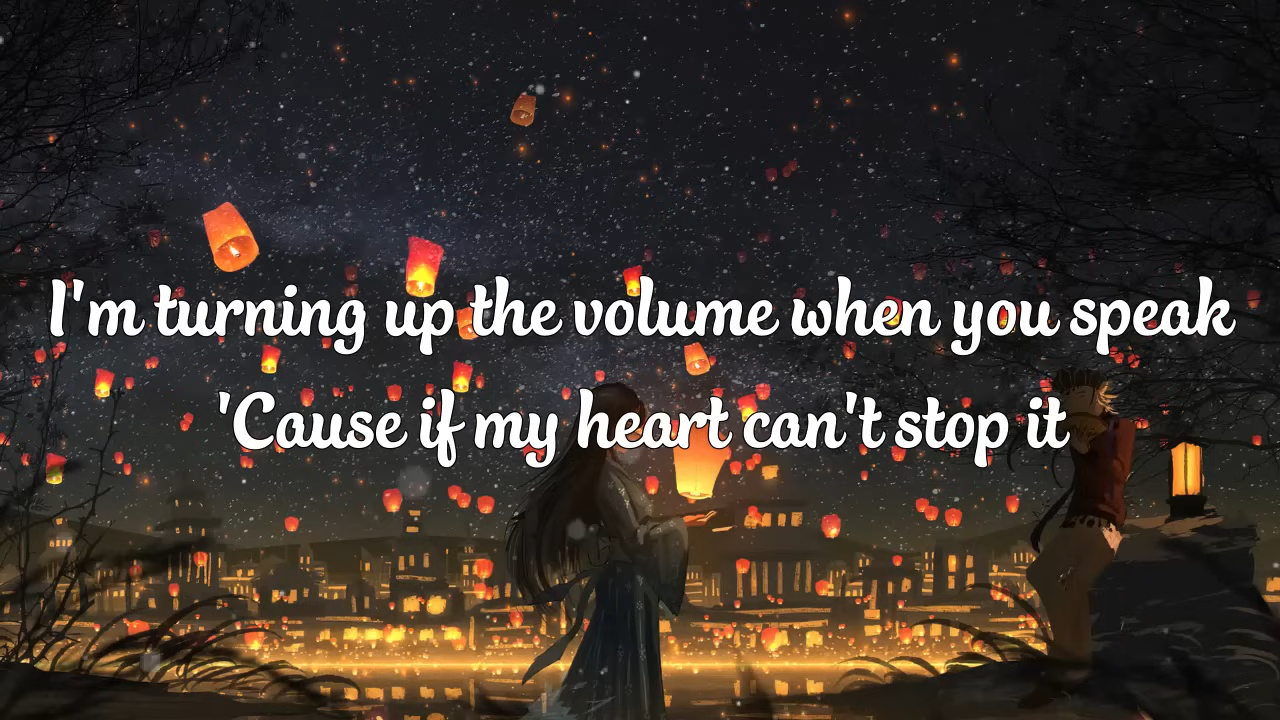 I'm turning up the volume when you speak
'Cause if my heart can't stop it